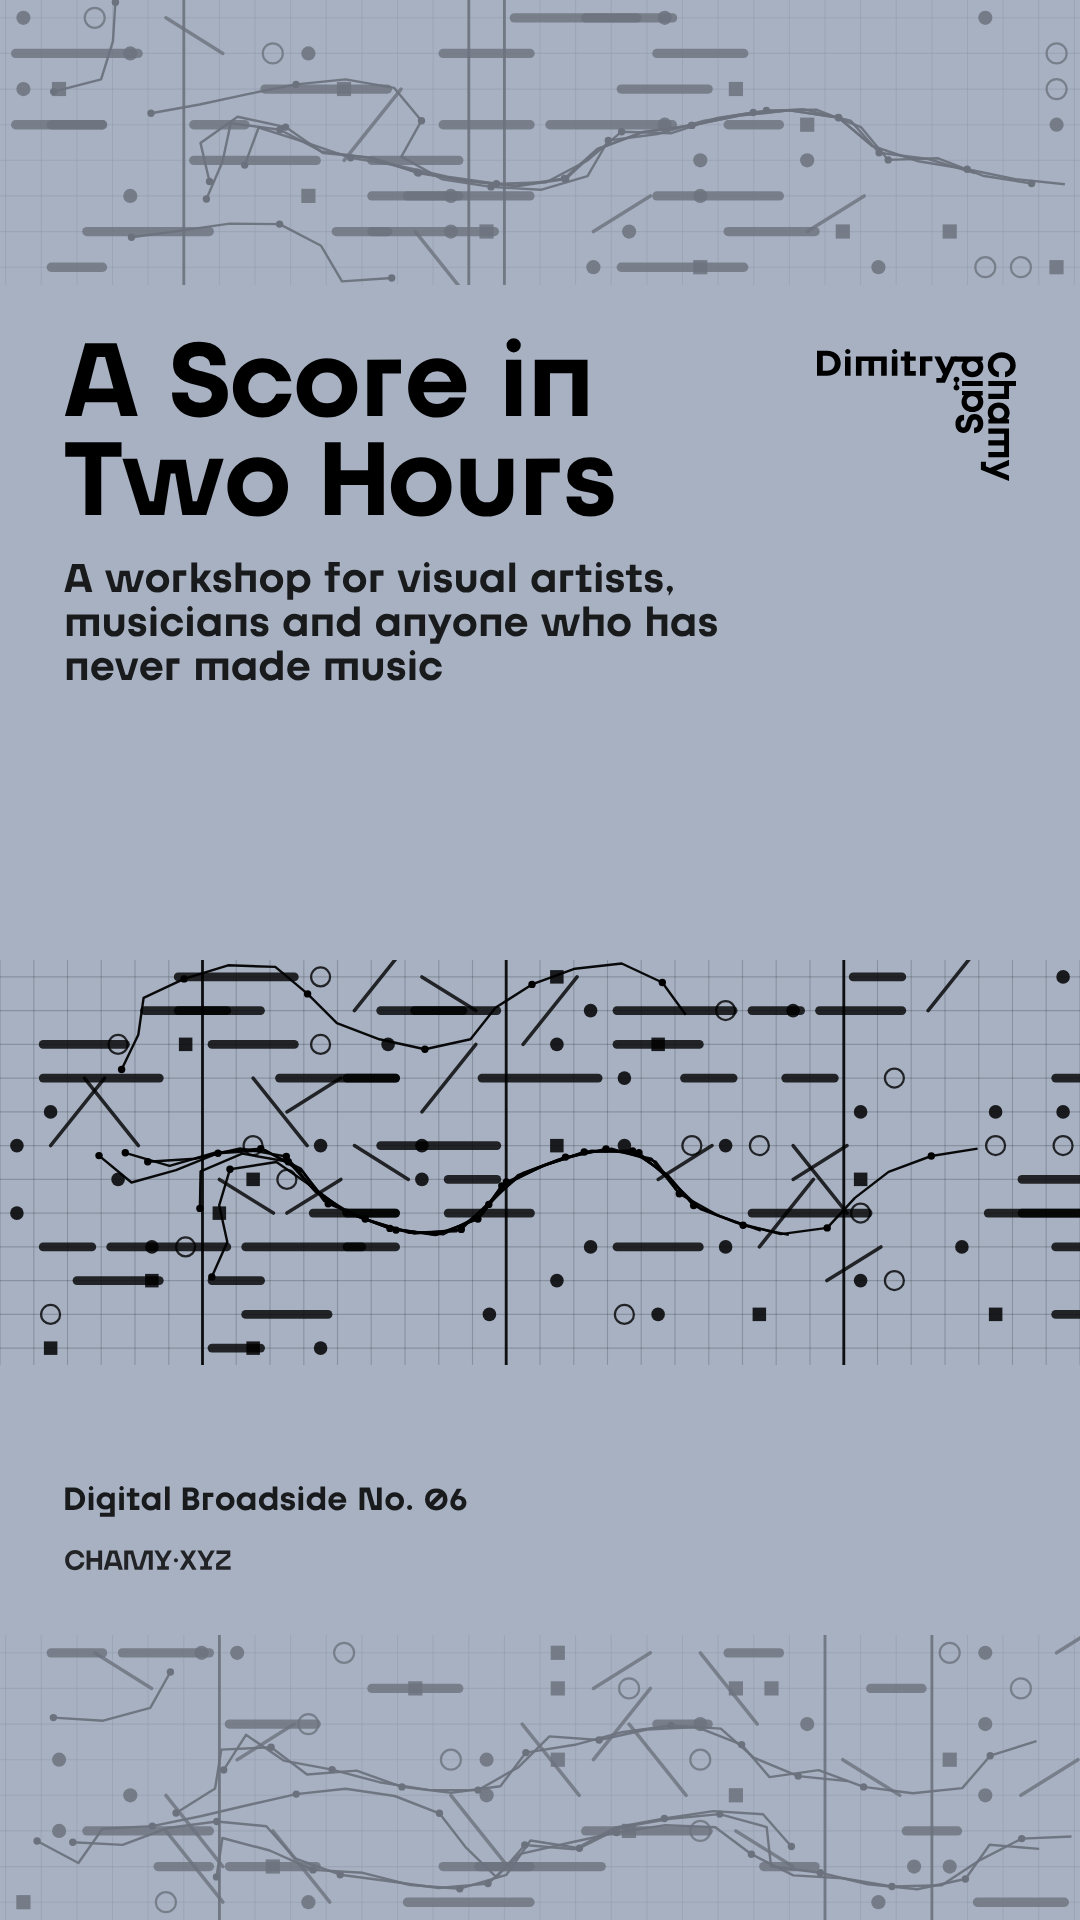 A Score in
Two Hours
Dimitry
Saïd
Chamy
A workshop for visual artists,
musicians and anyone who has
never made music
Digital Broadside No. 06
CHAMY·XYZ